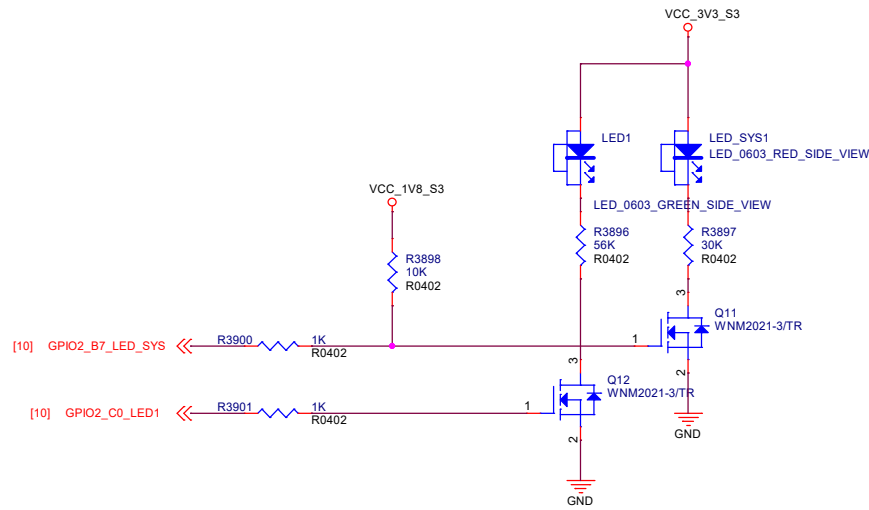 VCC_3V3_S3
LED1
LED_SYS1
LED_0603_RED_SIDE_VIEW
VCC_1V8_S3
LED_0603_GREEN_SIDE_VIEW
R3896
56K
R0402
R3897
30K
R0402
R3898
10K
R0402
3
Q11
WNM2021-3/TR
[10] GPIO2_B7_LED_SYS
R3900
1K
R0402
1
2
3
Q12
WNM2021-3/TR
[10] GPIO2_C0_LED1
R3901
1K
R0402
1
2
GND
GND